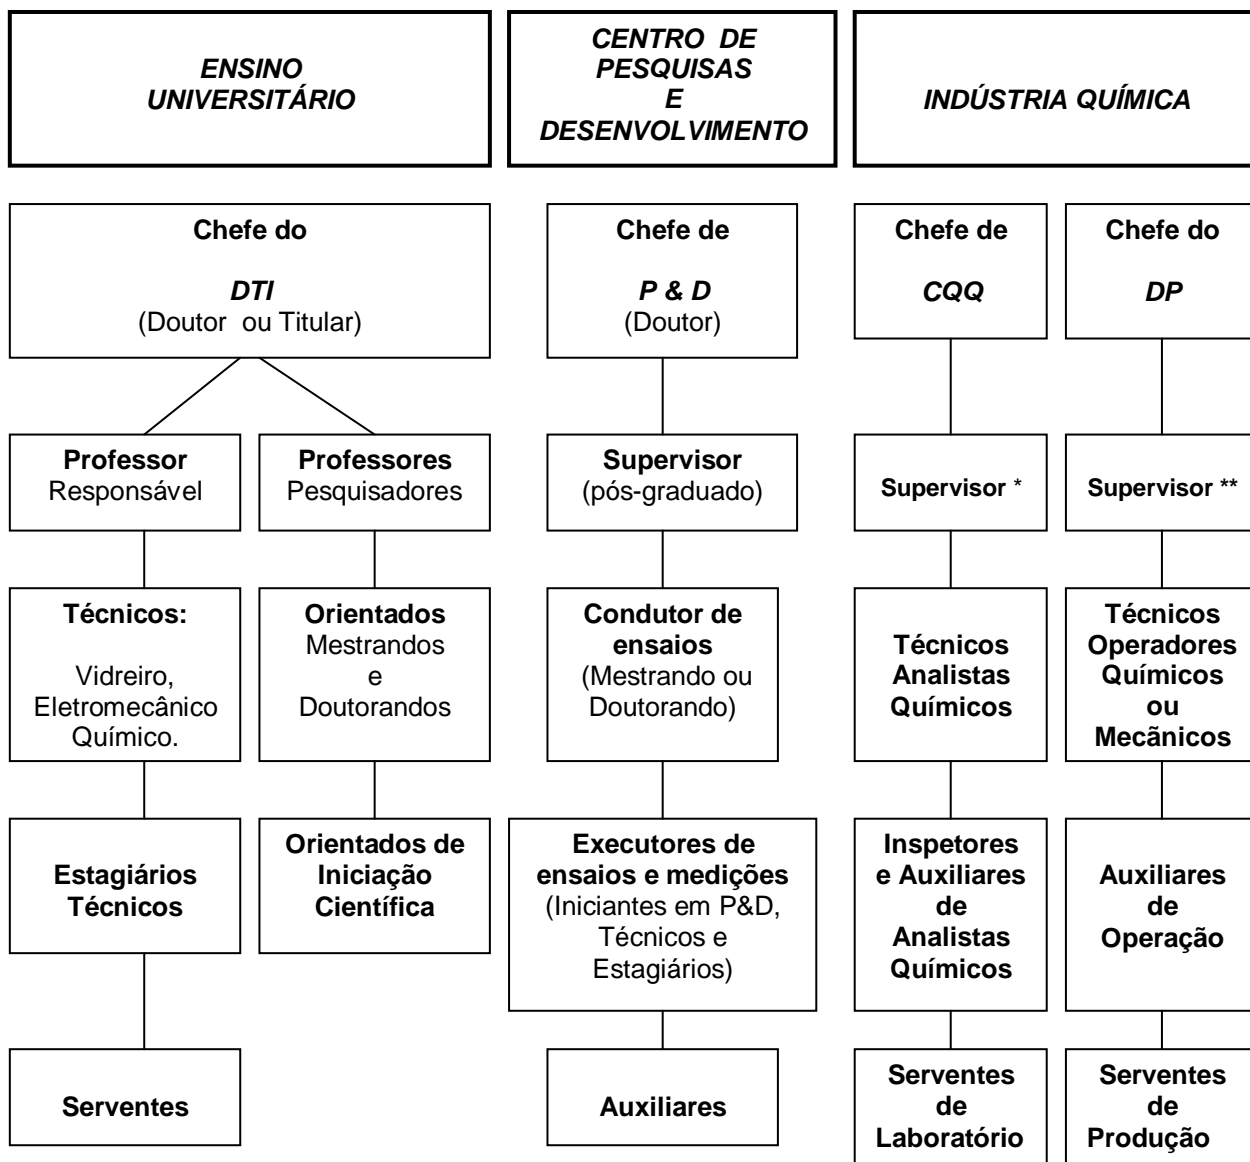 ENSINO
UNIVERSITÁRIO
CENTRO DE
PESQUISAS
E
DESENVOLVIMENTO
INDÚSTRIA QUÍMICA
Chefe do
DTI
(Doutor ou Titular)
Chefe de
P & D
(Doutor)
Chefe de
CQQ
Chefe do
DP
Professor
Responsável
Professores
Pesquisadores
Supervisor
(pós-graduado)
Supervisor *
Supervisor **
Técnicos:
Vidreiro,
Eletromecânico
Químico.
Orientados
Mestrandos
e
Doutorandos
Condutor de
ensaios
(Mestrando ou
Doutorando)
Técnicos
Analistas
Químicos
Técnicos
Operadores
Químicos
ou
Mecãnicos
Estagiários
Técnicos
Orientados de
Iniciação
Científica
Executores de
ensaios e medições
(Iniciantes em P&D,
Técnicos e
Estagiários)
Inspetores
e Auxiliares
de
Analistas
Químicos
Auxiliares
de
Operação
Serventes
Auxiliares
Serventes
de
Laboratório
Serventes
de
Produção